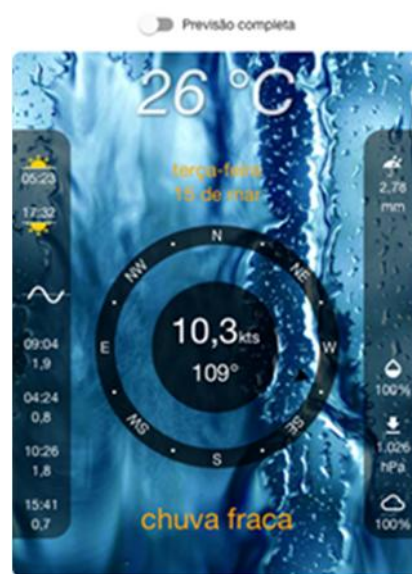 Previsão completa
26 °C
terça-feira
15 de mar
05:23
17:32
09:04
1,9
04:24
0,8
10:26
1,8
15:41
0,7
N
NW
NE
E
W
SW
SE
S
10,3kts
109°
2,78
mm
100%
1.026
hPa
100%
chuva fraca